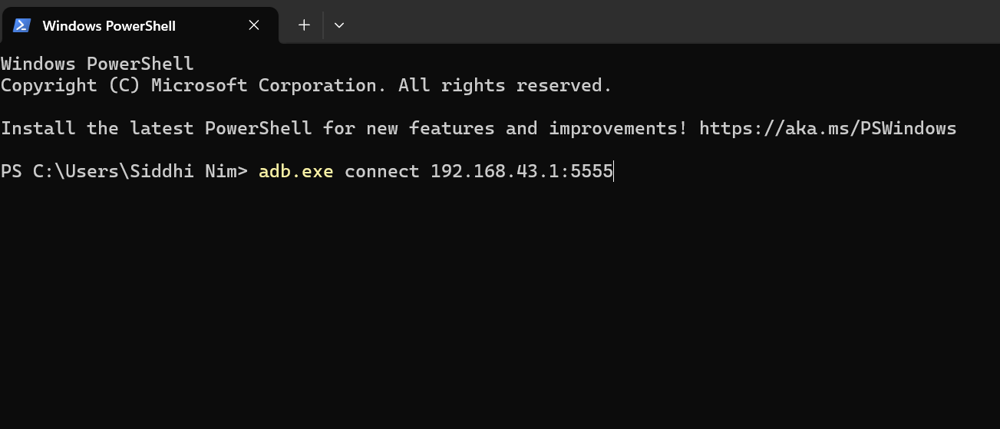 Windows PowerShell
Windows PowerShell
Copyright (C) Microsoft Corporation. All rights reserved.
Install the latest PowerShell for new features and improvements! https://aka.ms/PSWindows
PS C:\Users\Siddhi Nim> adb.exe connect 192.168.43.1:5555